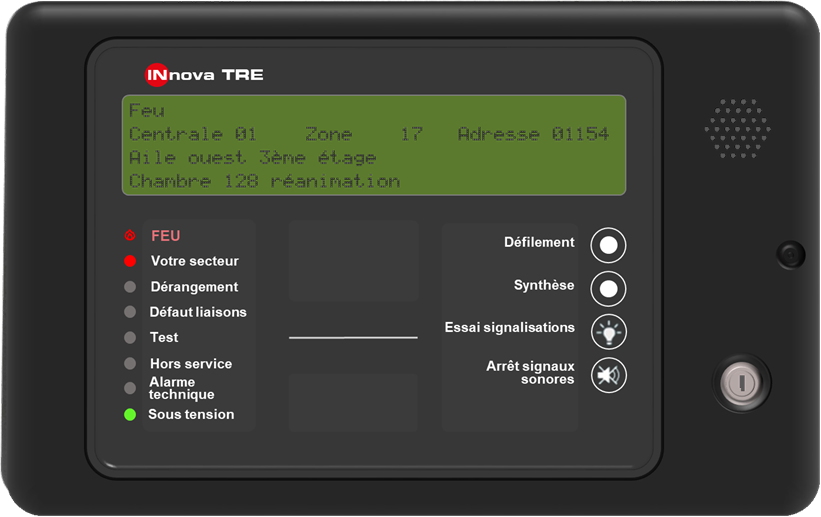 INnova TRE
Feu
Centrale 01 Zone 17 Adresse 01154
Aile ouest 3ème étage
Chambre 128 réanimation
FEU
Votre secteur
Dérangement
Défaut liaisons
Test
Hors service
Alarme
technique
Sous tension
Défilement
Synthèse
Essai signalisations
Arrêt signaux
sonores